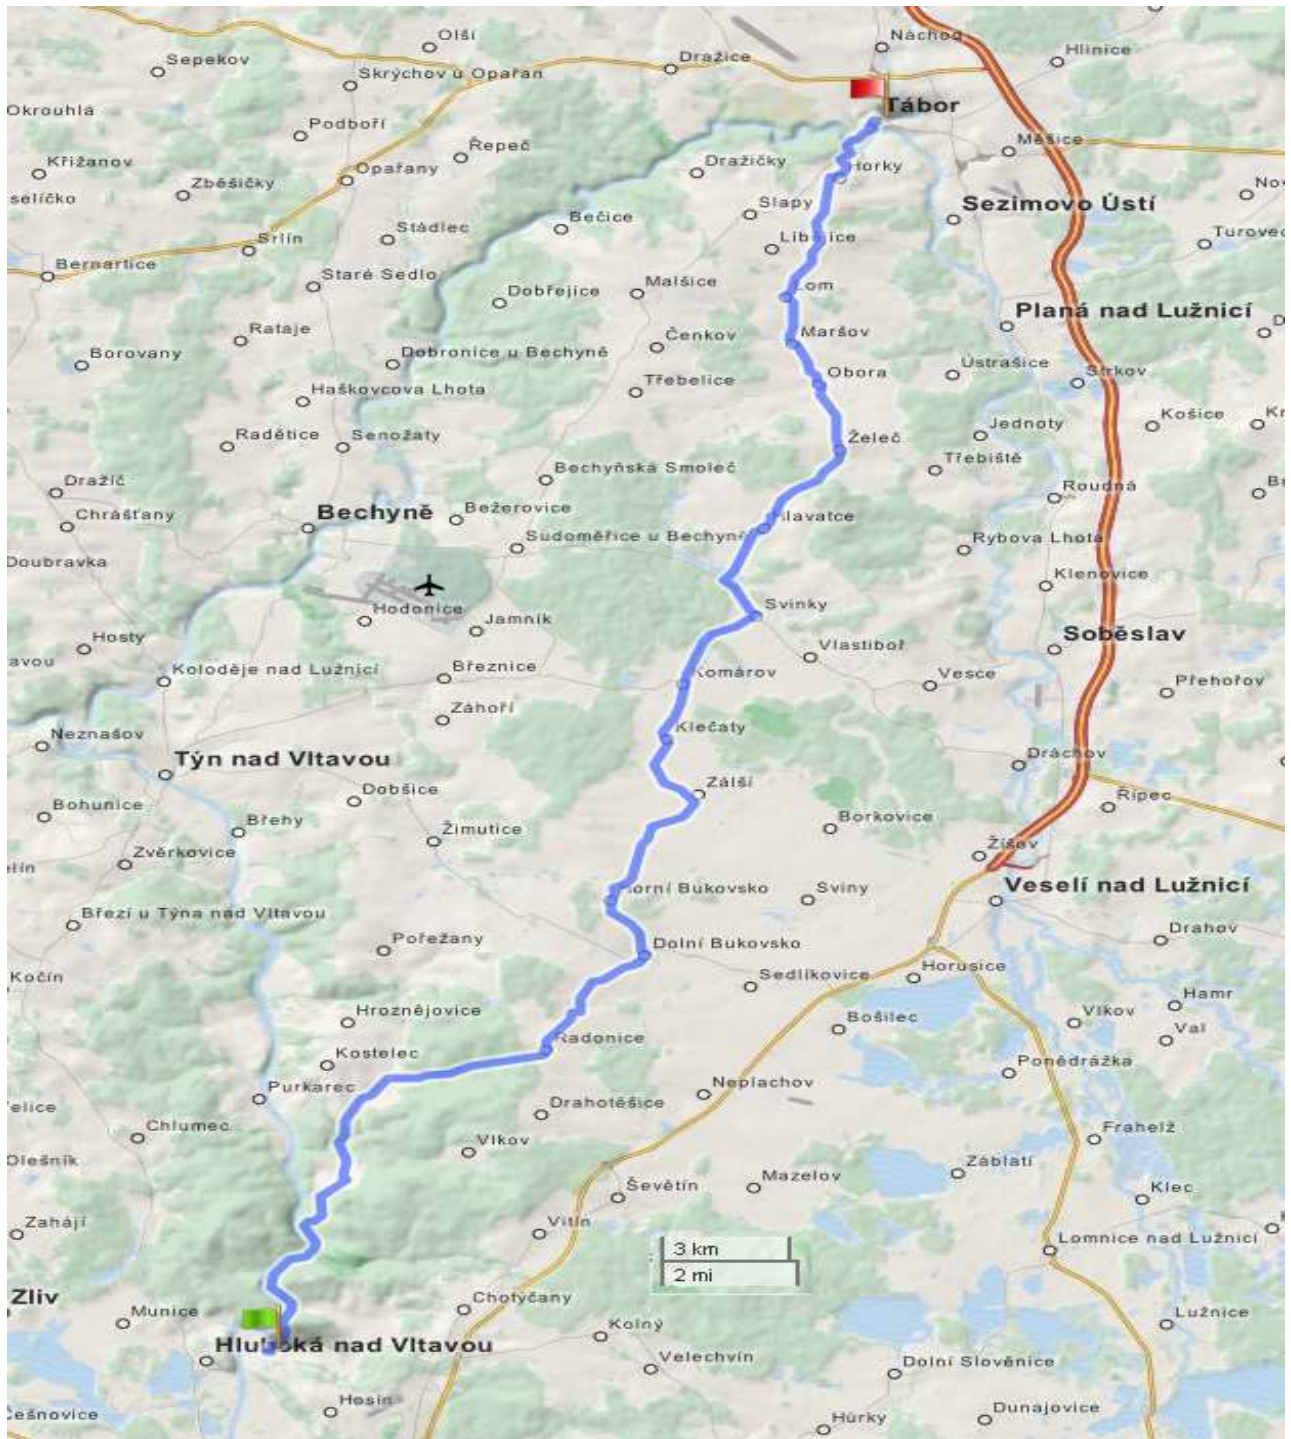 Olší
Náchod
Hlinice
Sepekov
Skrýchov u Opařan
Dražice
Okrouhlá
Tábor
Podboří
Měšice
Řepeč
Křižanov
Opařany
Dražičky
Horky
Zběšičky
selíčko
Sezimovo Ústí
Bečice
Slapy
Stádlec
Srlín
Turovec
Bernartice
Staré Sedlo
Malšice
Dobřejice
Lom
Planá nad Lužnicí
Rataje
Čenkov
Maršov
Borovany
Dobronice u Bechyně
Ústrašice
Obora
Třebelice
Haškovcova Lhota
Košice
Radětice
Senožaty
Želeč
Jednoty
Třebiště
Bechyňská Smoleč
Dražíč
Roudná
Chrášťany
Bechyně
Bežerovice
Sudoměřice u Bechyně
Rybova Lhota
Doubravka
Klenovice
Hodonice
Svinky
Jamník
Hosty
Soběslav
Vlastiboř
avou
Koloděje nad Lužnicí
Březnice
Komárov
Vesce
Přehořov
Záhoří
Klečaty
Neznašov
Týn nad Vltavou
Dráchov
Zálší
Dobšice
Řípec
Bohunice
Břehy
Žimutice
Borkovice
Žíšov
Zvěrkovice
elín
Sviny
Veselí nad Lužnicí
Březí u Týna nad Vltavou
Drahov
Pořežany
Dolní Bukovsko
Kočín
Sedlíkovice
Horusice
Hamr
Hroznějovice
Bošilec
Vlkov
Val
Radonice
Kostelec
Ponědrážka
Purkarec
Neplachov
Drahotěšice
Chlumec
Frahelž
Vlkov
Olešník
Záblatí
Mazelov
Ševětín
Klec
Zahájí
Vitín
Lomnice nad Lužnicí
3 km
2 mi
Zliv
Munice
Chotýčany
Lužnice
Kolný
Hluboká nad Vltavou
Velechvín
Dolní Slověnice
Hosín
Dunajovice
Hůrky